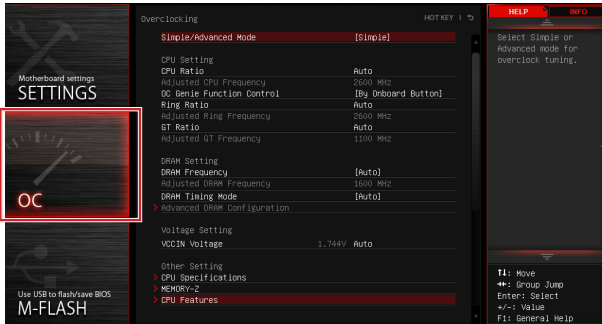 Overclocking
HOT KEY
HELP
INFO
Simple/Advanced Mode [Simple]
CPU Setting
CPU Ratio Auto
Adjusted CPU Frequency 2600 MHz
OC Genie Function Control [By Onboard Button]
Ring Ratio Auto
Adjusted Ring Frequency 2600 MHz
GT Ratio Auto
Adjusted GT Frequency 1100 MHz
DRAM Setting
DRAM Frequency [Auto]
Adjusted DRAM Frequency 1600 MHz
DRAM Timing Mode [Auto]
> Advanced DRAM Configuration
Voltage Setting
VCCIN Voltage 1.744V Auto
Other Setting
> CPU Specifications
> MEMORY-Z
> CPU Features
Motherboard settings
SETTINGS
OC
Use USB to flash/save BIOS
M-FLASH
Select Simple or
Advanced mode for
overclock tuning.
↑↓: Move
: Group Jump
Enter: Select
+/-: Value
F1: General Help